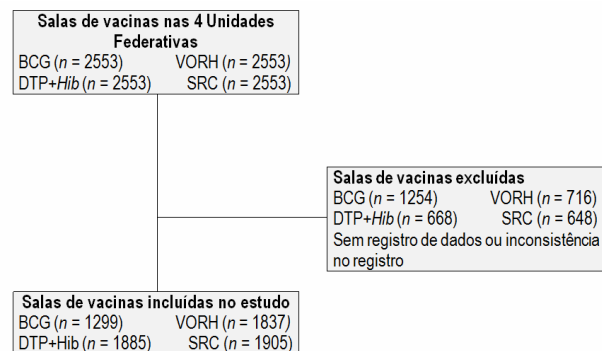 Salas de vacinas nas 4 Unidades
Federativas
BCG (n = 2553) VORH (n = 2553)
DTP+Hib (n = 2553) SRC (n = 2553)
Salas de vacinas excluídas
BCG (n = 1254) VORH (n = 716)
DTP+Hib (n = 668) SRC (n = 648)
Sem registro de dados ou inconsistência
no registro
Salas de vacinas incluídas no estudo
BCG (n = 1299) VORH (n = 1837)
DTP+Hib (n = 1885) SRC (n = 1905)